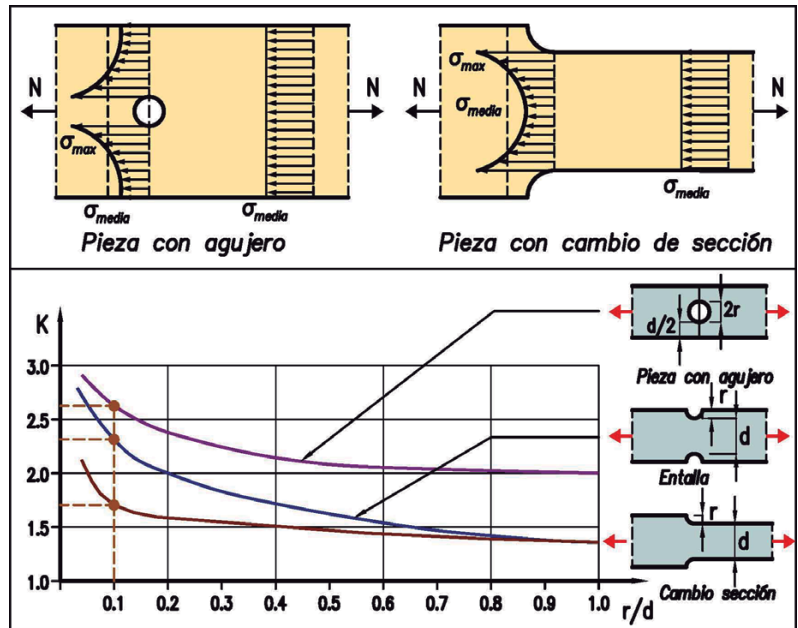 N
σmax
σmax
σmedia
σmedia
N
Pieza con agujero
N
σmax
σmedia
σmedia
N
Pieza con cambio de sección
K
3.0
2.5
2.0
1.5
1.0
0.1
0.2
0.3
0.4
0.5
0.6
0.7
0.8
0.9
1.0
r/d
d/2
2r
Pieza con agujero
r
d
Entalla
r
d
Cambio sección